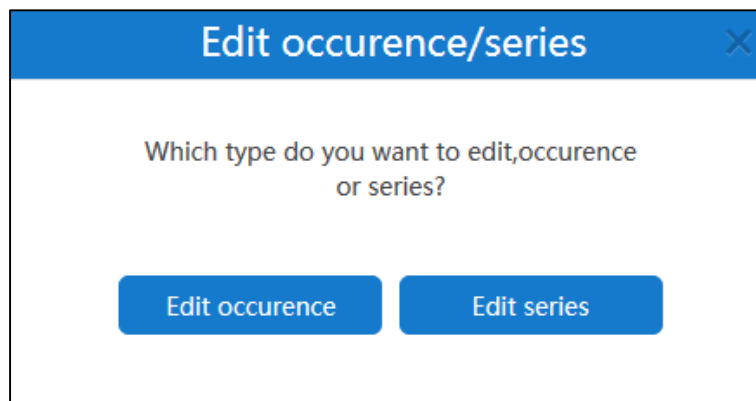 Edit occurence/series
Which type do you want to edit,occurence
or series?
Edit occurence
Edit series